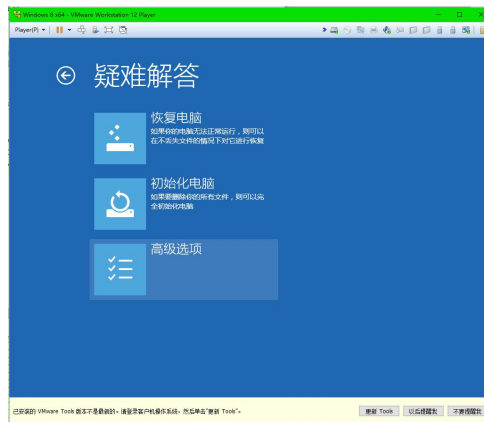 Windows 8 x64 - VMware Workstation 12 Player
Player(P)
疑难解答
恢复电脑
如果你的电脑无法正常运行，则可以
在不丢失文件的情况下对它进行恢复
初始化电脑
如果要删除你的所有文件，则可以完
全初始化电脑
高级选项
已安装的 VMware Tools 版本不是最新的。请登录客户机操作系统，然后单击“更新 Tools”。
更新 Tools
以后提醒我
不要提醒我